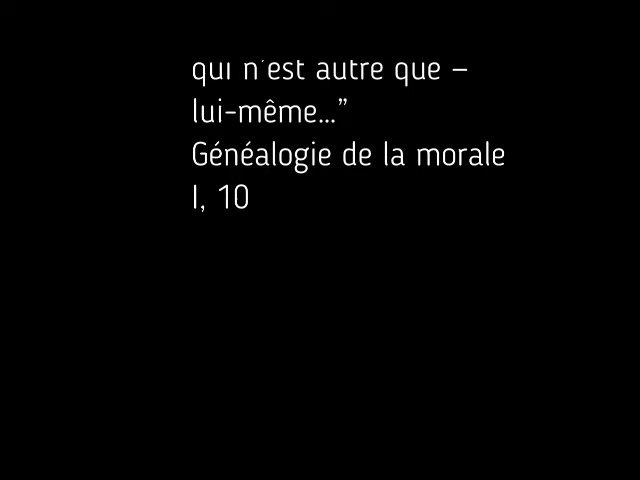 qui n'est autre que –
lui-même...”
Généalogie de la morale
I, 10